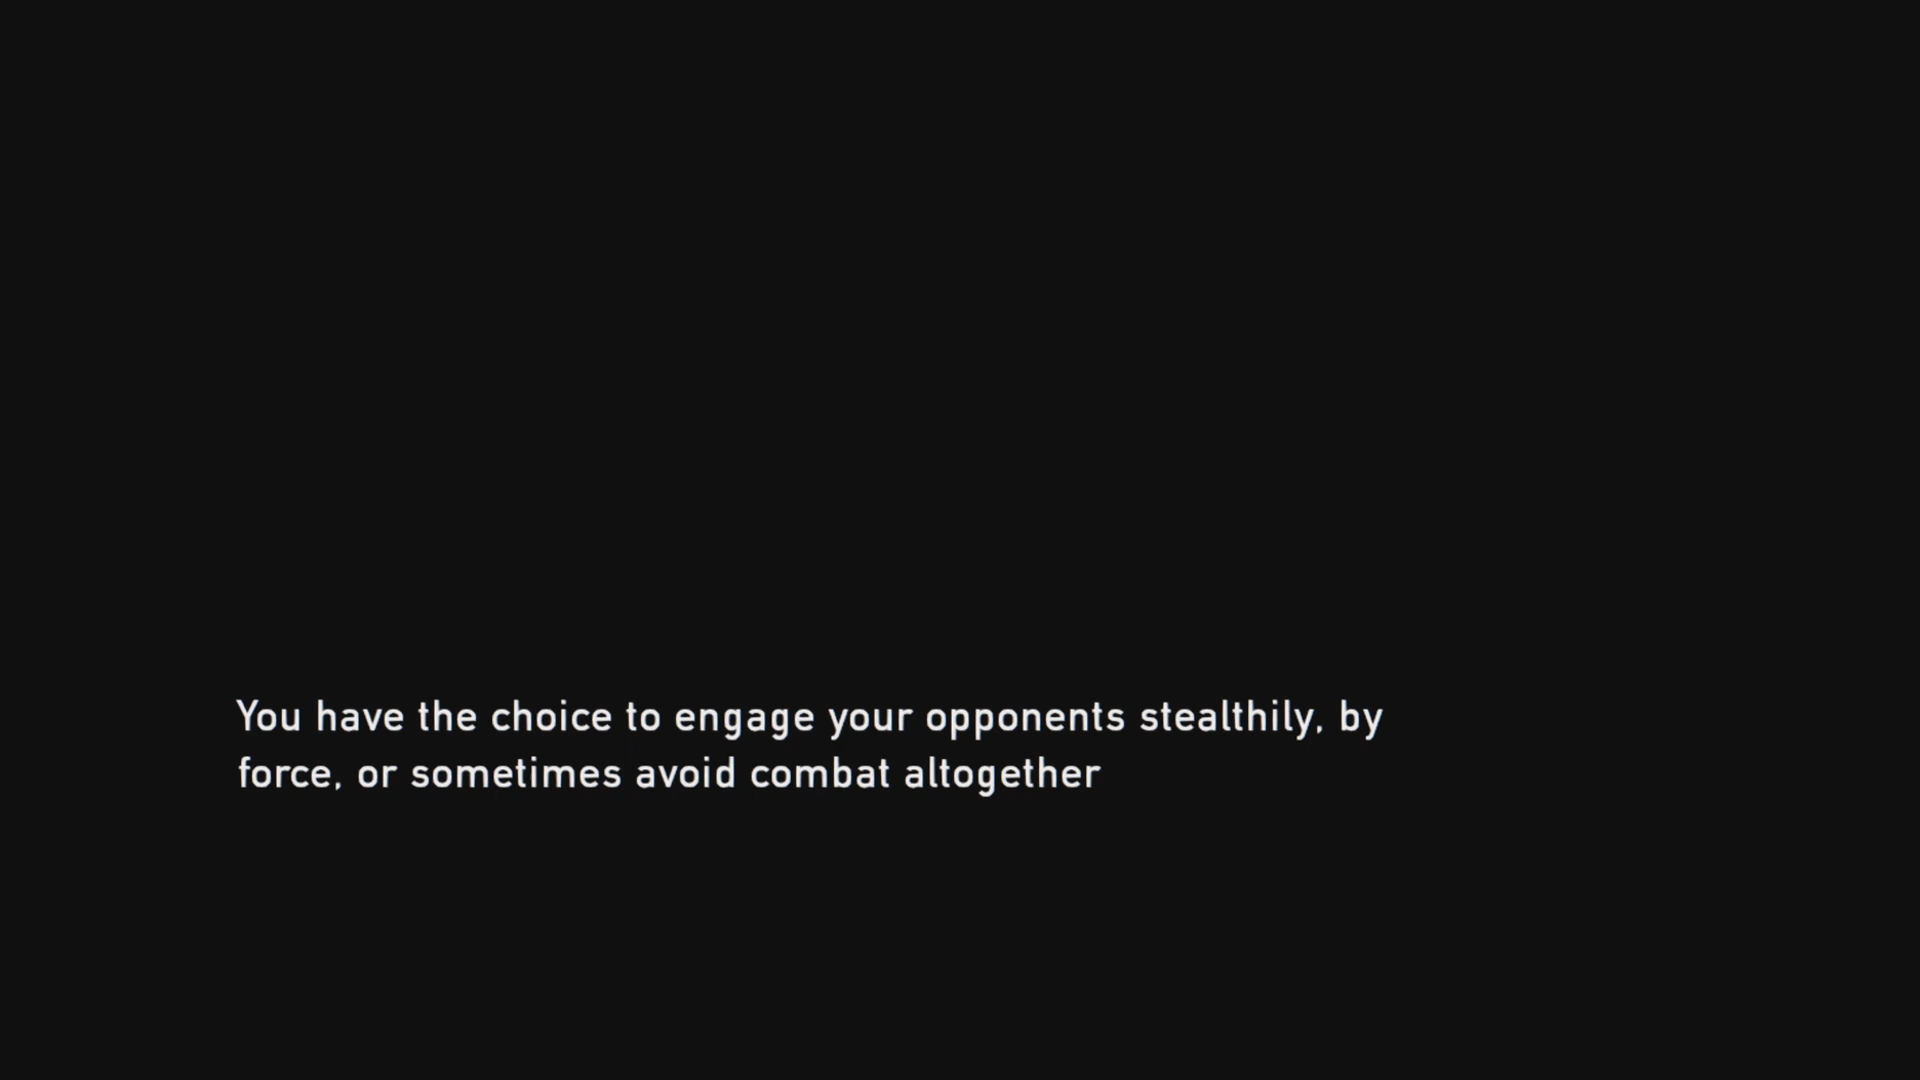 You have the choice to engage your opponents stealthily, by
force, or sometimes avoid combat altogether